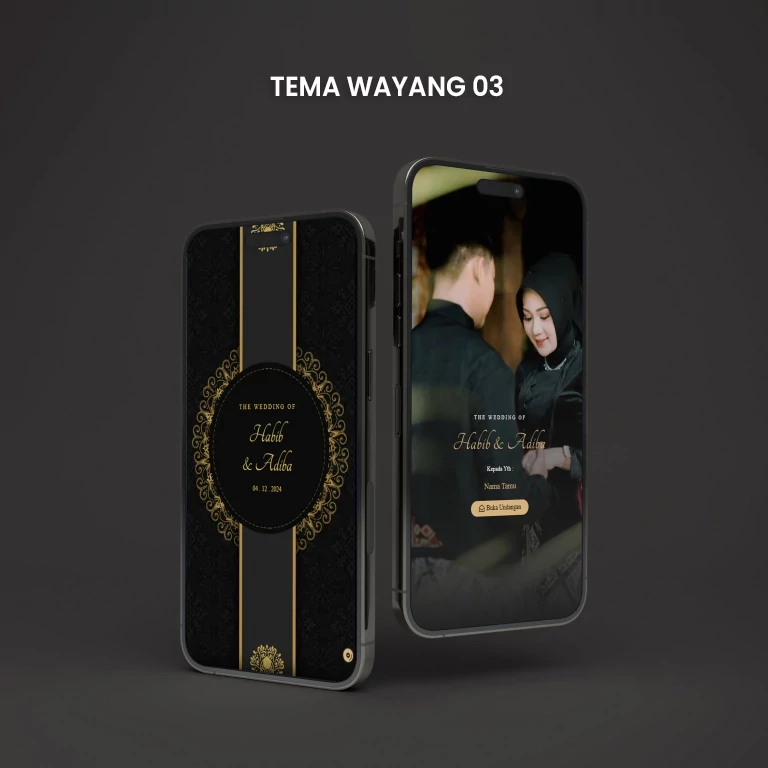 TEMA WAYANG 03
THE WEDDING OF
Habib
& Adiba
04 . 12 . 2024
THE WEDDING OF
Habib & Adiba
Kepada Yth :
Nama Tamu
Buka Undangan